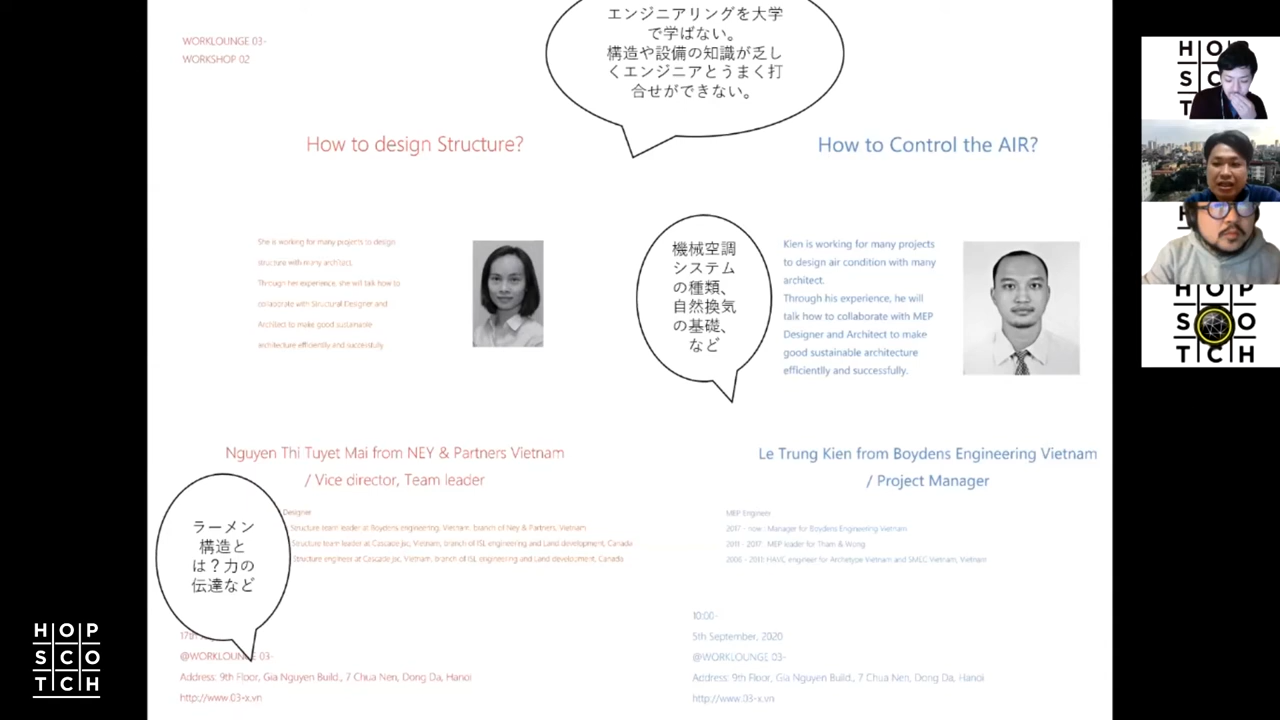 WORKLOUNGE 03-
WORKSHOP 02
エンジニアリングを大学
で学ばない。
構造や設備の知識が乏し
くエンジニアとうまく打
合せができない。
How to design Structure?
She is working for many projects to design
structure with many architect.
Through her experience, she will talk how to
collaborate with Structural Designer and
Architect to make good sustainable
architecture efficiently and successfully
Nguyen Thi Tuyet Mai from NEY & Partners Vietnam
/ Vice director, Team leader
Designer
Structure team leader at Boydens engineering, Vietnam; branch of Ney & Partners, Vietnam
Structure team leader at Cascade jsc, Vietnam, branch of ISL engineering and Land development, Canada
Structure engineer at Cascade jsc, Vietnam, branch of ISL engineering and Land development, Canada
ラーメン
構造と
は？力の
伝達など
17th
@WORKLOUNGE 03-
Address: 9th Floor, Gia Nguyen Build., 7 Chua Nen, Dong Da, Hanoi
http://www.03-x.vn
How to Control the AIR?
機械空調
システム
の種類、
自然換気
の基礎、
など
Kien is working for many projects
to design air condition with many
architect.
Through his experience, he will
talk how to collaborate with MEP
Designer and Architect to make
good sustainable architecture
efficientlly and successfully.
Le Trung Kien from Boydens Engineering Vietnam
/ Project Manager
MEP Engineer
2017 - now : Manager for Boydens Engineering Vietnam
2011 - 2017: MEP leader for Tham & Wong
2006 - 2011: HAVC engineer for Archetype Vietnam and SMEC Vietnam, Vietnam
10:00-
5th September, 2020
@WORKLOUNGE 03-
Address: 9th Floor, Gia Nguyen Build., 7 Chua Nen, Dong Da, Hanoi
http://www.03-x.vn
HOP
SCO
TCH
HOP
SCO
TCH